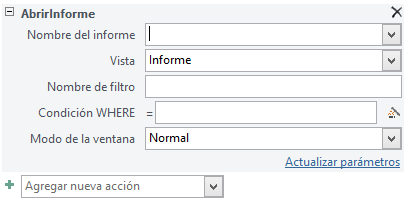 AbrirInforme
Nombre del informe
Vista Informe
Nombre de filtro
Condición WHERE =
Modo de la ventana Normal
Actualizar parámetros
Agregar nueva acción